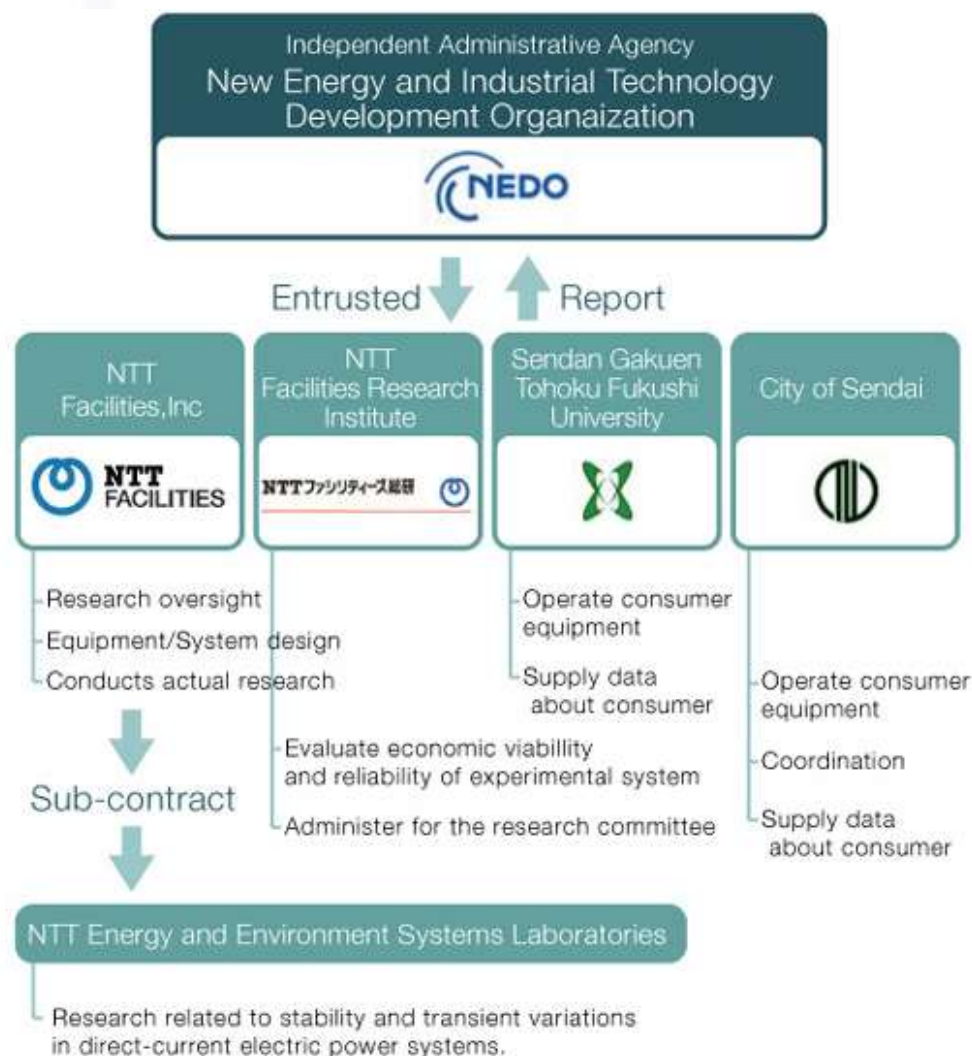 Independent Administrative Agency
New Energy and Industrial Technology
Development Organaization
NEDO
Entrusted
Report
NTT
Facilities,Inc
NTT
FACILITIES
NTT
Facilities Research
Institute
NTTファシリティーズ総研
Sendan Gakuen
Tohoku Fukushi
University
City of Sendai
Research oversight
Equipment/System design
Conducts actual research
Sub-contract
Evaluate economic viabillity
and reliability of experimental system
Administer for the research committee
Operate consumer
equipment
Supply data
about consumer
Operate consumer
equipment
Coordination
Supply data
about consumer
NTT Energy and Environment Systems Laboratories
Research related to stability and transient variations
in direct-current electric power systems.